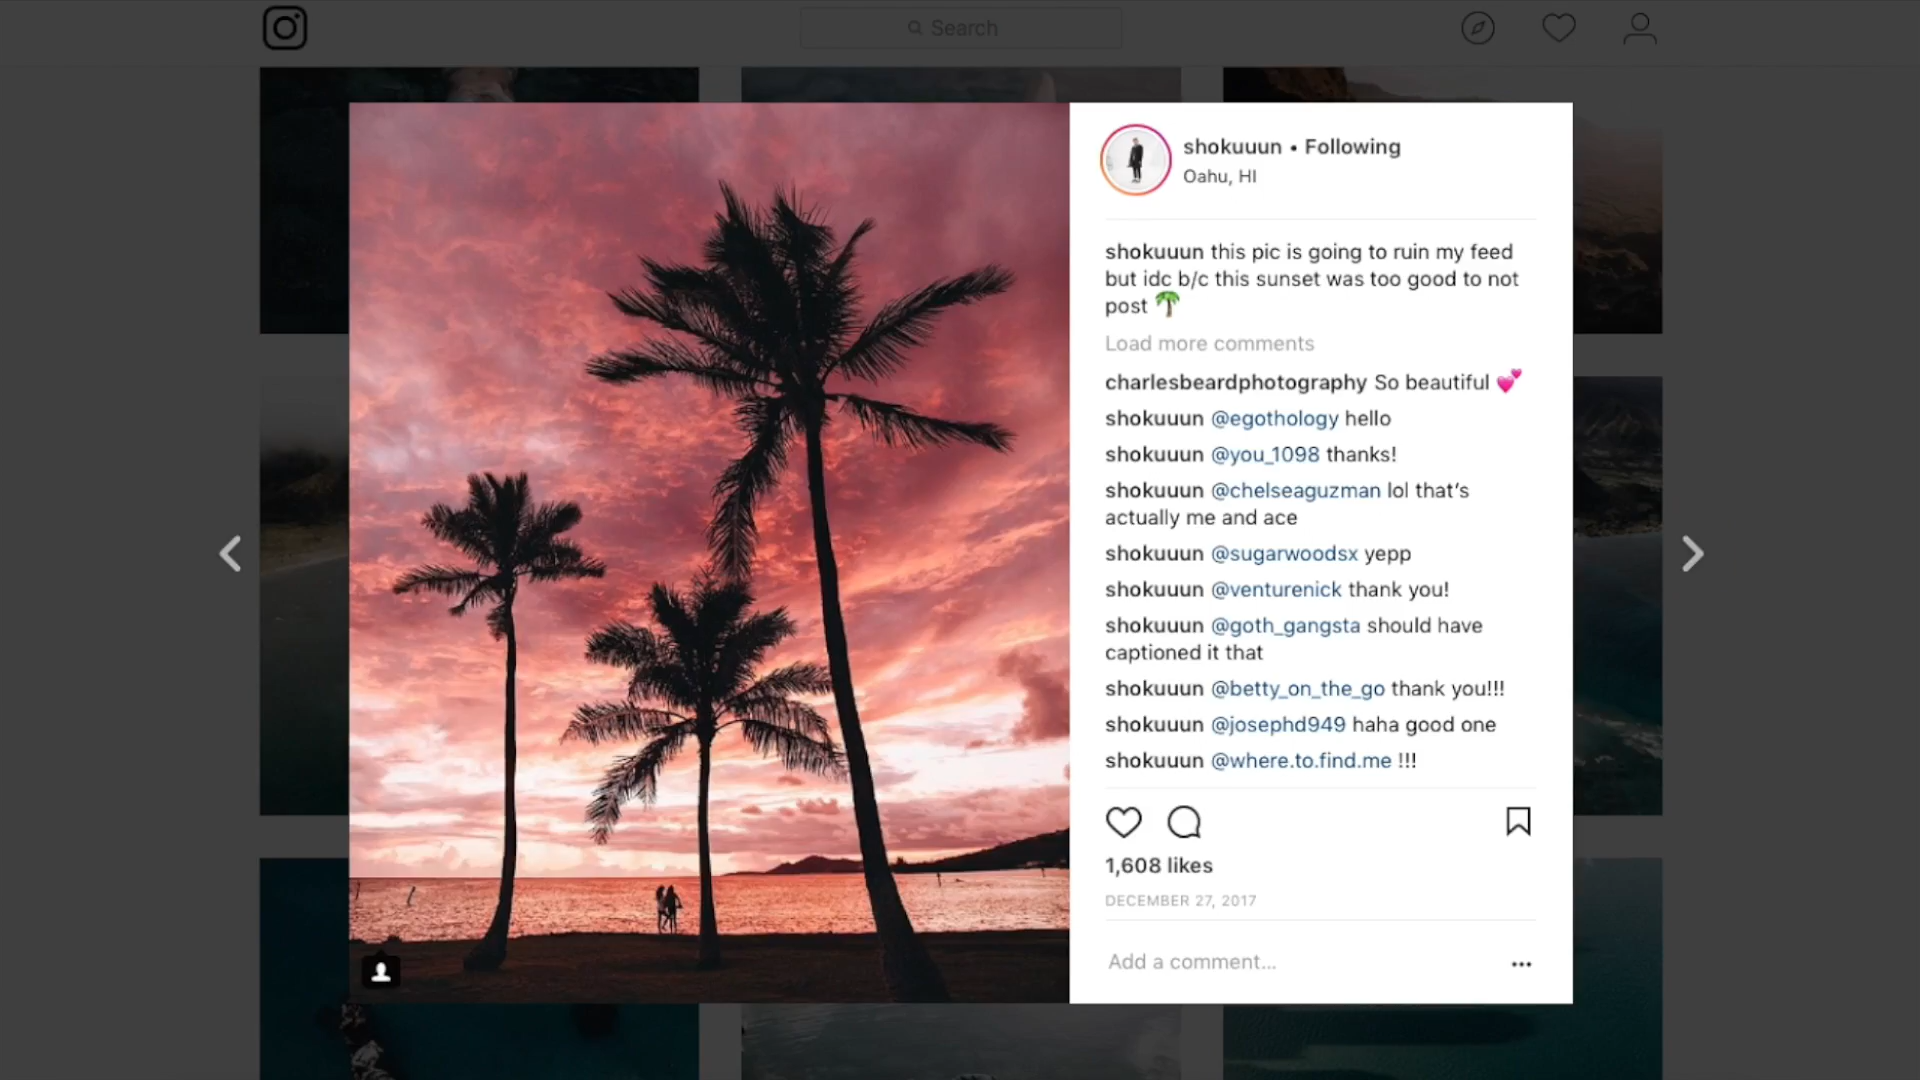 Search
shokuuun • Following
Oahu, HI
shokuuun this pic is going to ruin my feed
but idc b/c this sunset was too good to not
post 🌴
Load more comments
charlesbeardphotography So beautiful 💕
shokuuun @egothology hello
shokuuun @you_1098 thanks!
shokuuun @chelseaguzman lol that's
actually me and ace
shokuuun @sugarwoodsx yepp
shokuuun @venturenick thank you!
shokuuun @goth_gangsta should have
captioned it that
shokuuun @betty_on_the_go thank you!!!
shokuuun @josephd949 haha good one
shokuuun @where.to.find.me !!!
1,608 likes
DECEMBER 27, 2017
Add a comment...